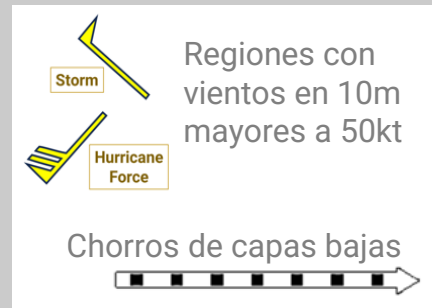 Storm
Regiones con
vientos en 10m
mayores a 50kt
Hurricane
Force
Chorros de capas bajas